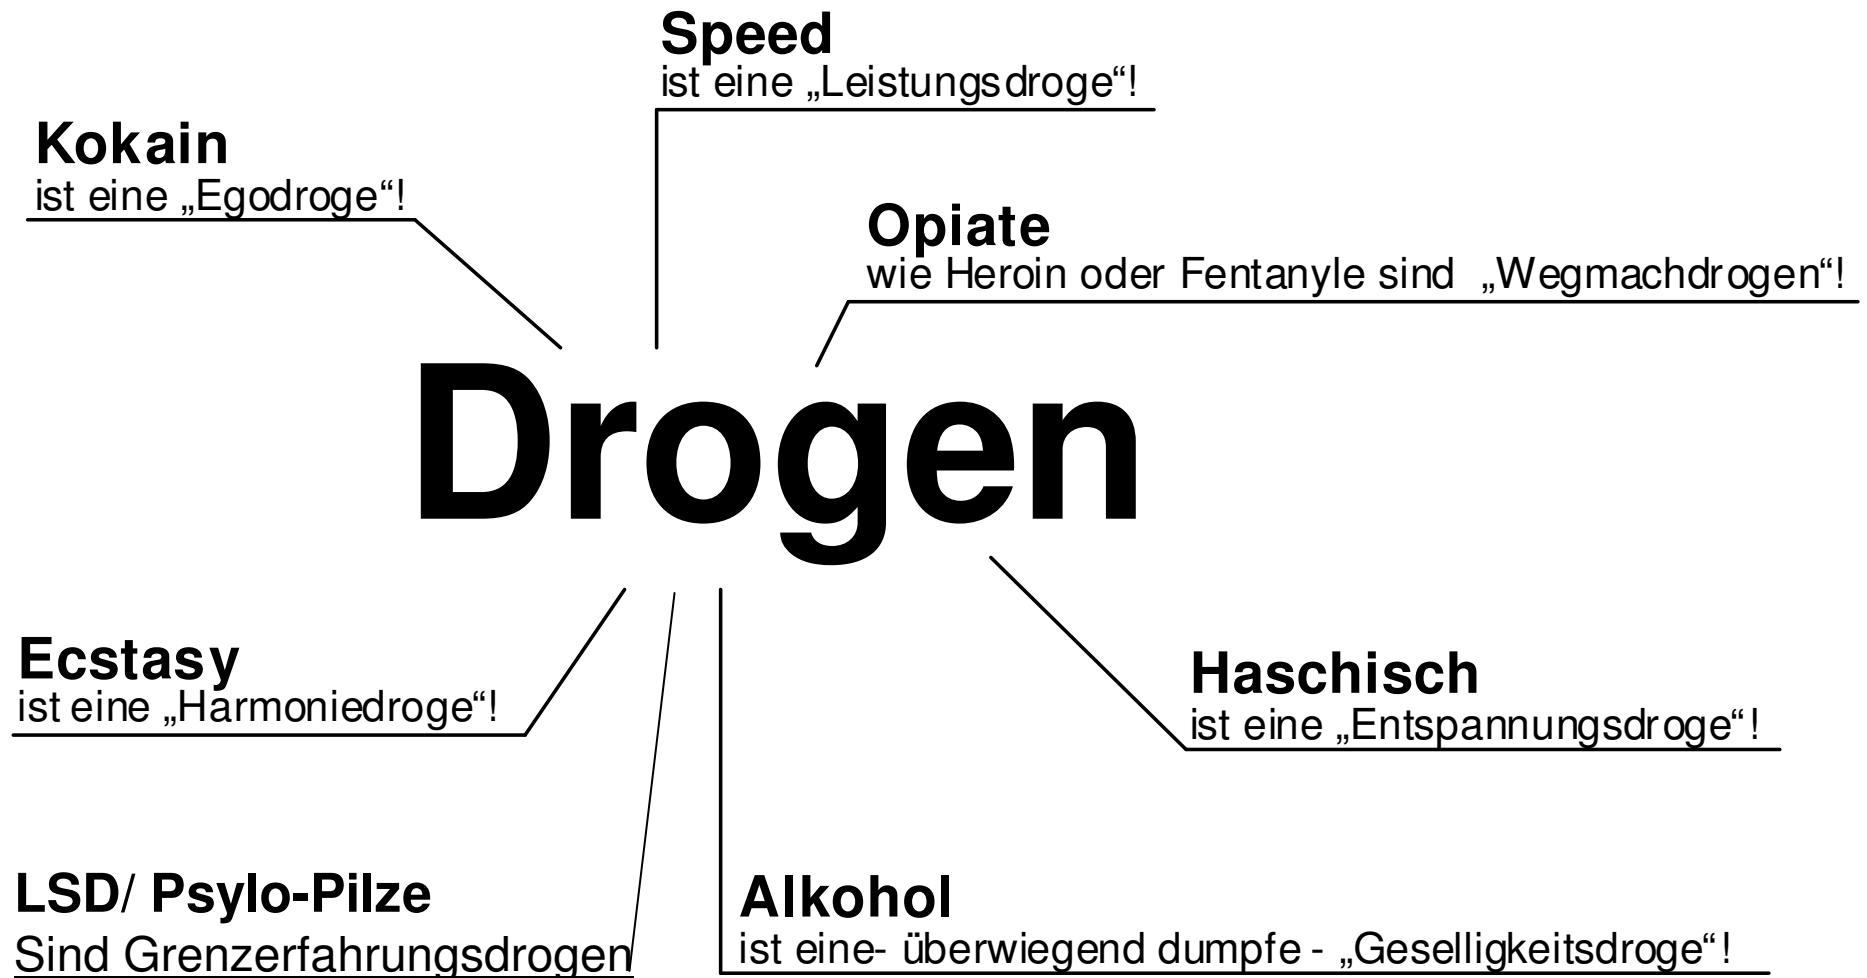 Speed
ist eine „Leistungsdroge“!
Kokain
ist eine „Egodroge“!
Opiate
wie Heroin oder Fentanyle sind „Wegmachdrogen“!
Drogen
Ecstasy
ist eine „Harmoniedroge“!
Haschisch
ist eine „Entspannungsdroge“!
LSD/ Psylo-Pilze
Sind Grenzerfahrungsdrogen
Alkohol
ist eine- überwiegend dumpfe - „Geselligkeitsdroge“!